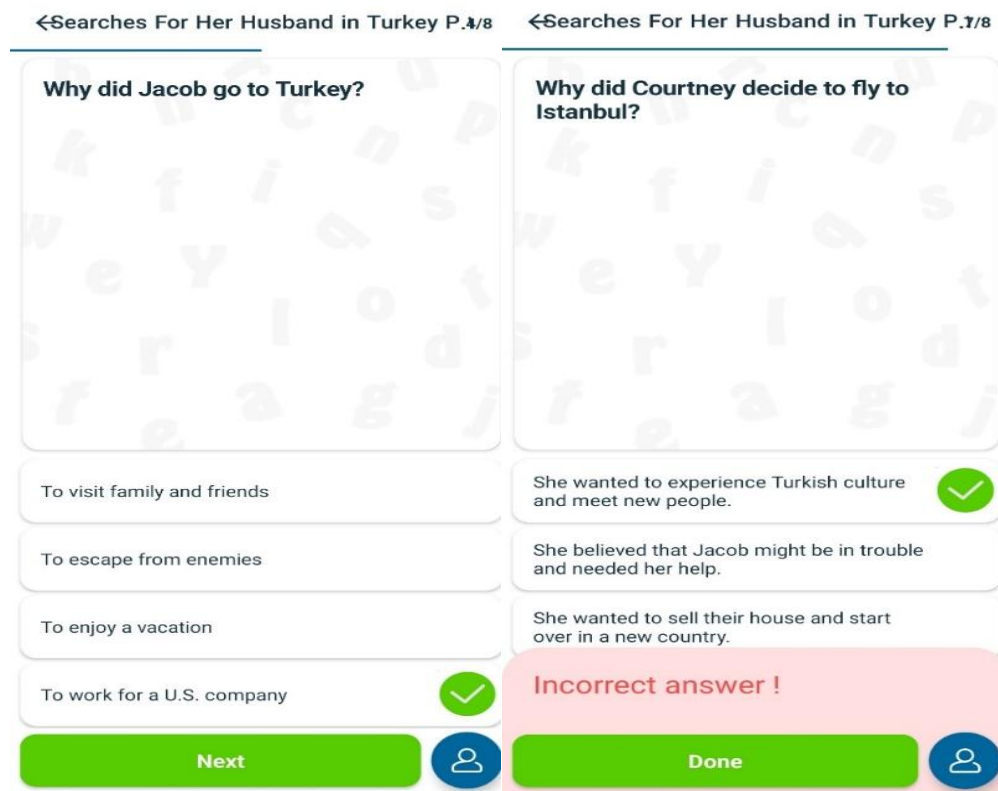 ←Searches For Her Husband in Turkey P.4/8
Why did Jacob go to Turkey?
To visit family and friends
To escape from enemies
To enjoy a vacation
To work for a U.S. company
Next
←Searches For Her Husband in Turkey P.7/8
Why did Courtney decide to fly to
Istanbul?
She wanted to experience Turkish culture
and meet new people.
She believed that Jacob might be in trouble
and needed her help.
She wanted to sell their house and start
over in a new country.
Incorrect answer !
Done